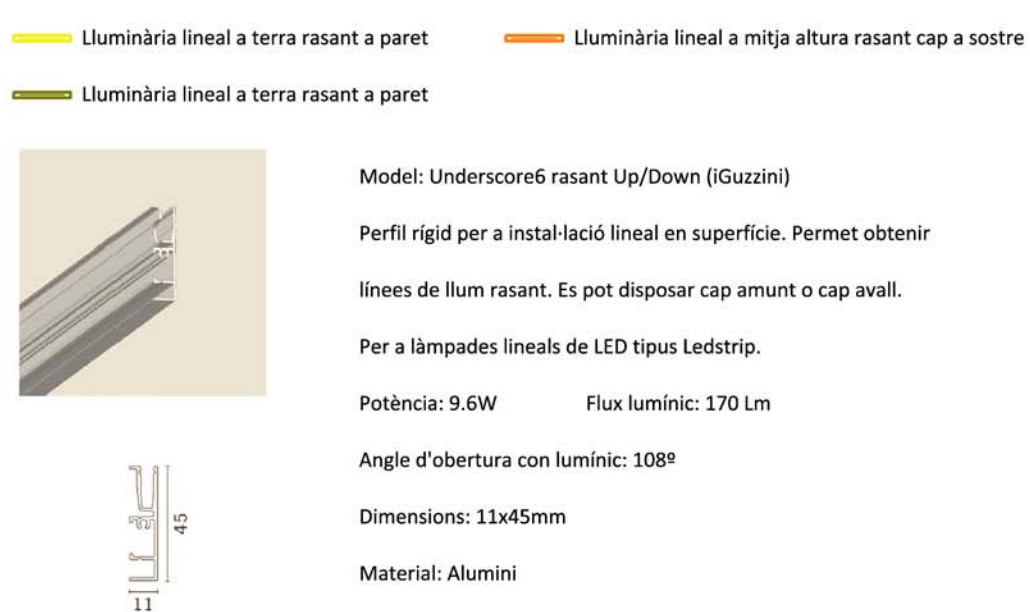 Lluminària lineal a terra rasant a paret
Lluminària lineal a mitja altura rasant cap a sostre
Lluminària lineal a terra rasant a paret
Model: Underscore6 rasant Up/Down (iGuzzini)
Perfil rígid per a instal·lació lineal en superfície. Permet obtenir
línees de llum rasant. Es pot disposar cap amunt o cap avall.
Per a làmpades lineals de LED tipus Ledstrip.
Potència: 9.6W Flux lumínic: 170 Lm
Angle d'obertura con lumínic: 108º
Dimensions: 11x45mm
Material: Alumini
45
11